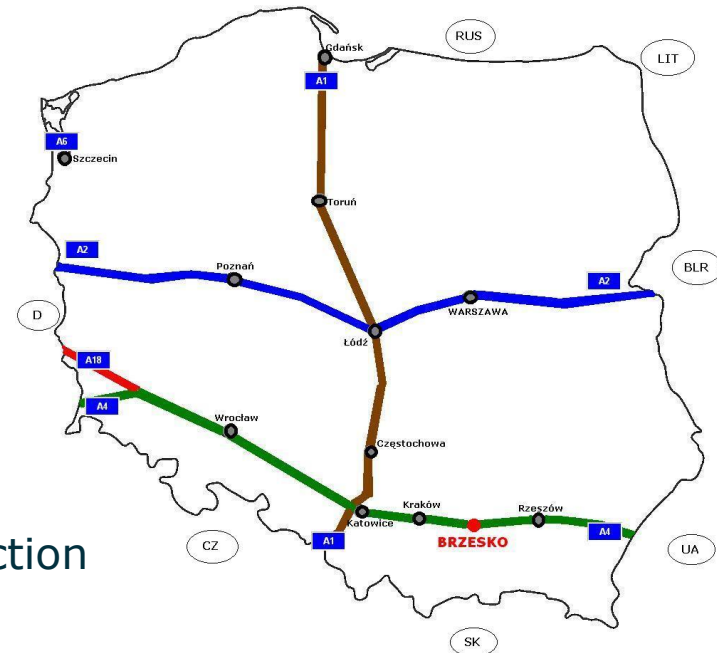 RUS
Gdańsk
LIT
A1
A6
Szczecin
Toruń
A2
Poznań
A2
BLR
WARSZAWA
D
Łódź
A18
A4
Wrocław
Częstochowa
Kraków
Rzeszów
Katowice
A4
BRZESKO
A1
CZ
UA
ction
SK